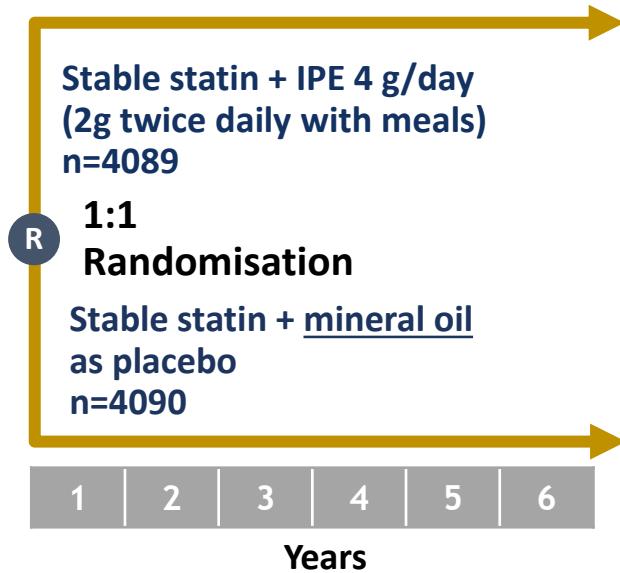 Stable statin + IPE 4 g/day
(2g twice daily with meals)
n=4089
R
1:1
Randomisation
Stable statin + mineral oil
as placebo
n=4090
1 2 3 4 5 6
Years